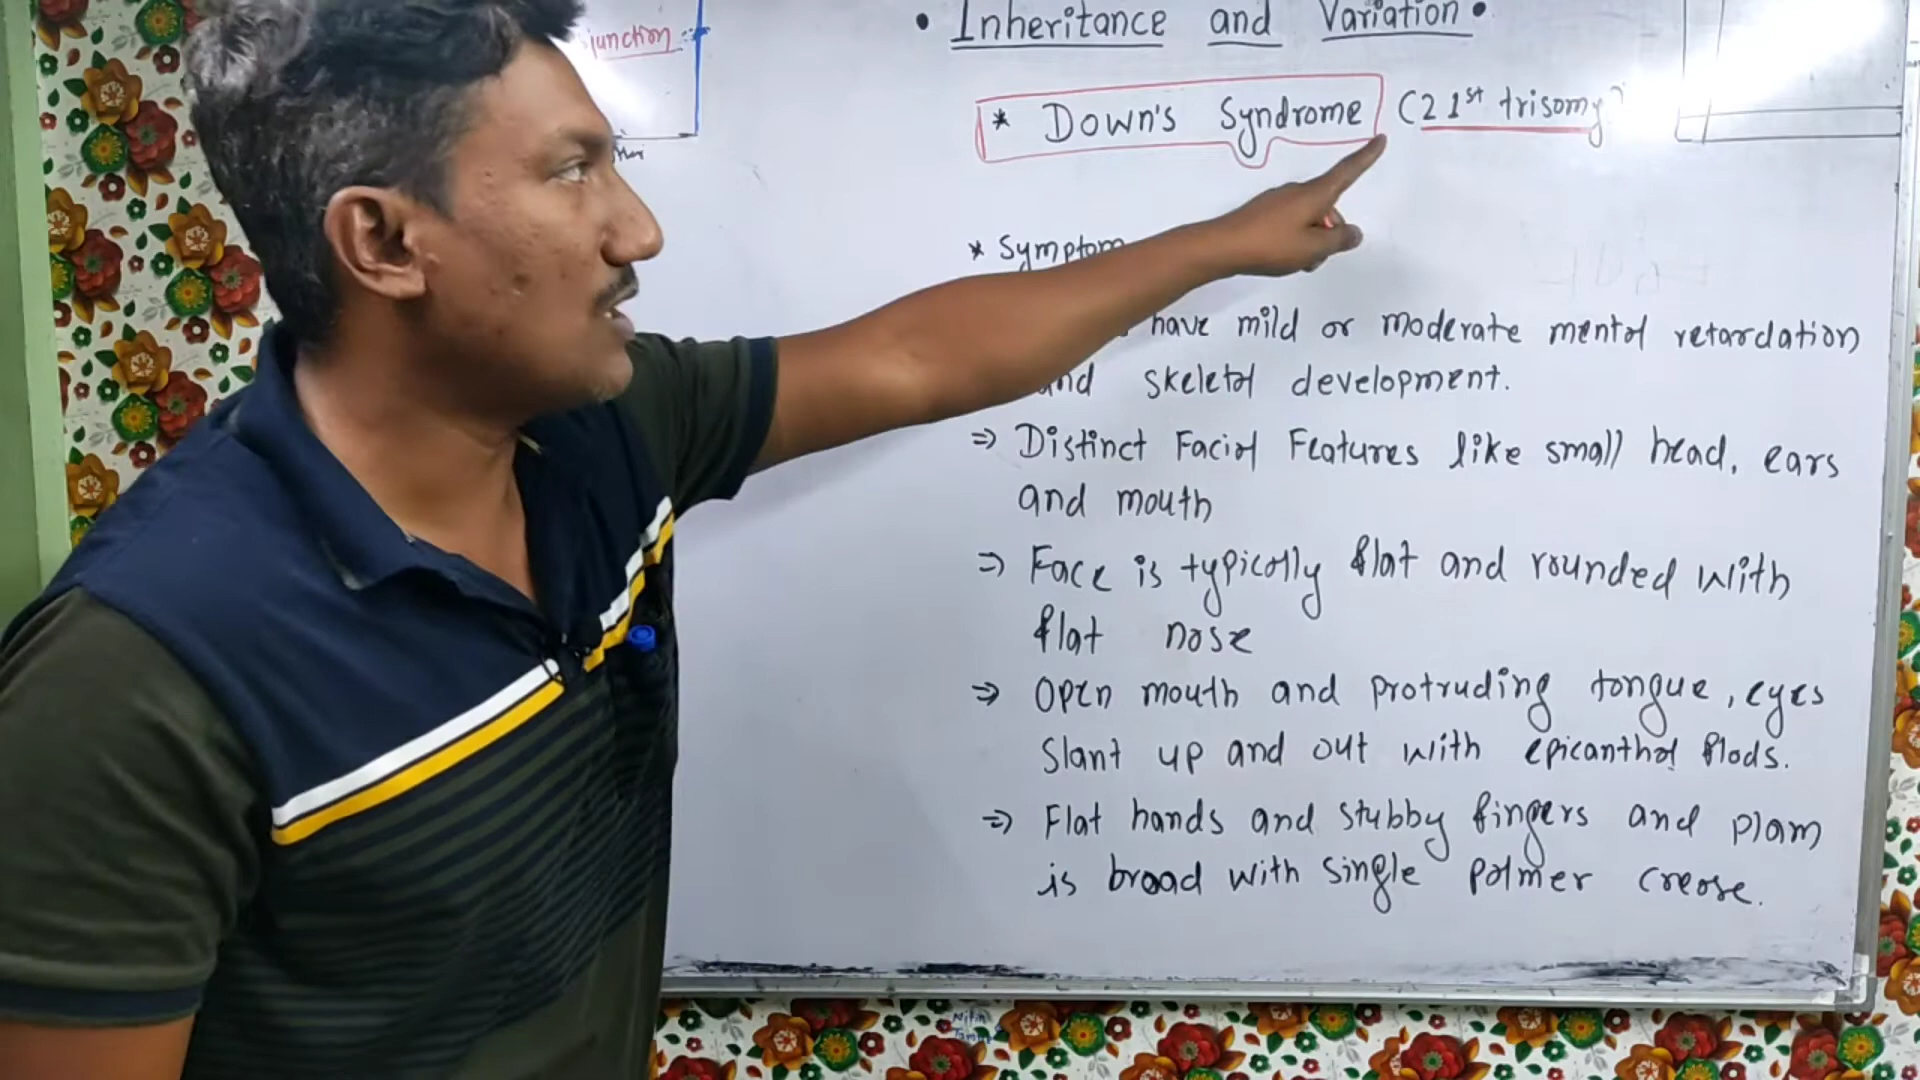 junction
• Inheritance and Variation •
* Down's Syndrome (21st trisomy)
* Symptom
have mild or moderate mental retardation
and skeletal development.
⇒ Distinct Facial Features like small head, ears
and mouth
⇒ Face is typically flat and rounded with
flat nose
⇒ Open mouth and protruding tongue, eyes
slant up and out with epicanthal flods.
⇒ Flat hands and stubby fingers and plam
is broad with single palmer crease.
Nitin